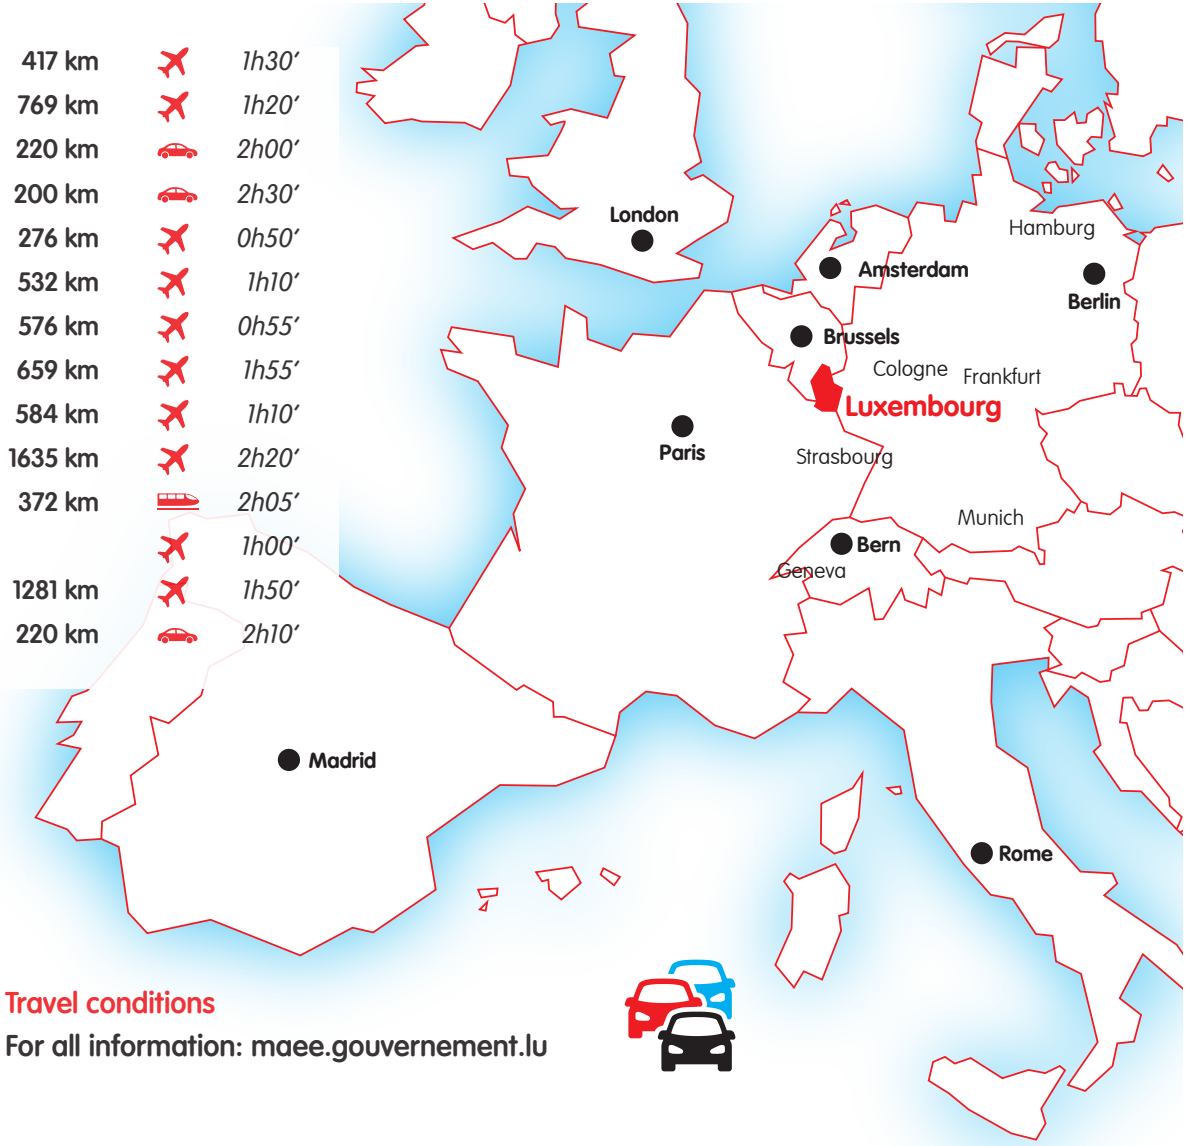 417 km 1h30’
769 km 1h20’
220 km 2h00’
200 km 2h30’
276 km 0h50’
532 km 1h10’
576 km 0h55’
659 km 1h55’
584 km 1h10’
1635 km 2h20’
372 km 2h05’
1h00’
1281 km 1h50’
220 km 2h10’
London
Hamburg
Amsterdam
Berlin
Brussels
Cologne
Frankfurt
Luxembourg
Paris
Strasbourg
Munich
Bern
Geneva
Madrid
Rome
Travel conditions
For all information: maee.gouvernement.lu